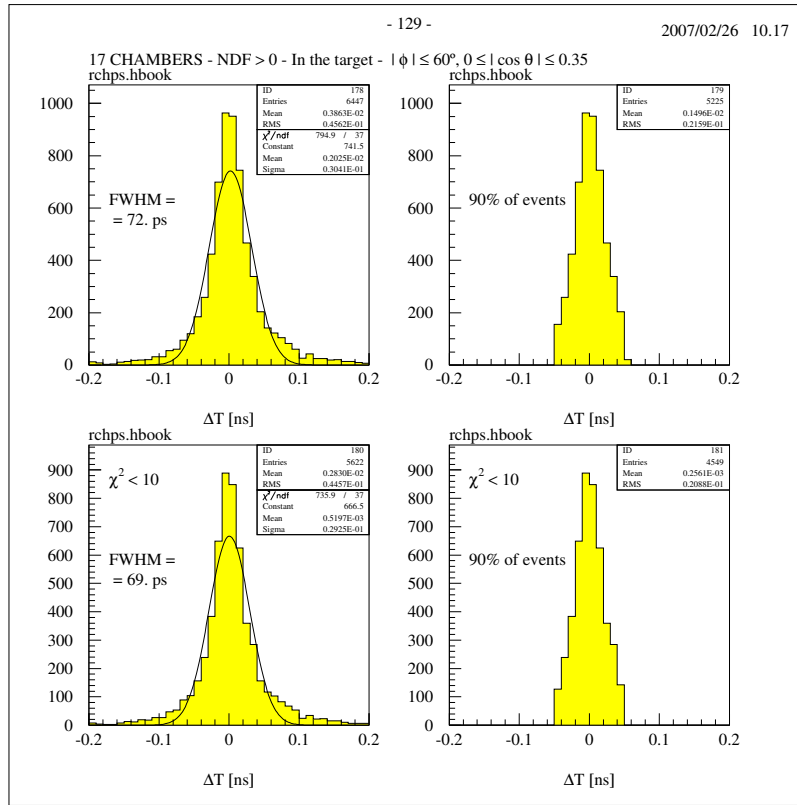 - 129 -
2007/02/26 10.17
17 CHAMBERS - NDF > 0 - In the target - | ϕ | ≤ 60º, 0 ≤ | cos θ | ≤ 0.35
rchps.hbook
ID 178
Entries 6447
Mean 0.3863E-02
RMS 0.4562E-01
χ²/ndf 794.9 / 37
Constant 741.5
Mean 0.2025E-02
Sigma 0.3041E-01
FWHM =
= 72. ps
1000
800
600
400
200
0
-0.2 -0.1 0 0.1 0.2
ΔT [ns]
rchps.hbook
ID 179
Entries 5225
Mean 0.1496E-02
RMS 0.2159E-01
90% of events
1000
800
600
400
200
0
-0.2 -0.1 0 0.1 0.2
ΔT [ns]
rchps.hbook
ID 180
Entries 5622
Mean 0.2830E-02
RMS 0.4457E-01
χ²/ndf 735.9 / 37
Constant 666.5
Mean 0.5197E-03
Sigma 0.2925E-01
χ² < 10
FWHM =
= 69. ps
900
800
700
600
500
400
300
200
100
0
-0.2 -0.1 0 0.1 0.2
ΔT [ns]
rchps.hbook
ID 181
Entries 4549
Mean 0.2561E-03
RMS 0.2088E-01
χ² < 10
90% of events
900
800
700
600
500
400
300
200
100
0
-0.2 -0.1 0 0.1 0.2
ΔT [ns]